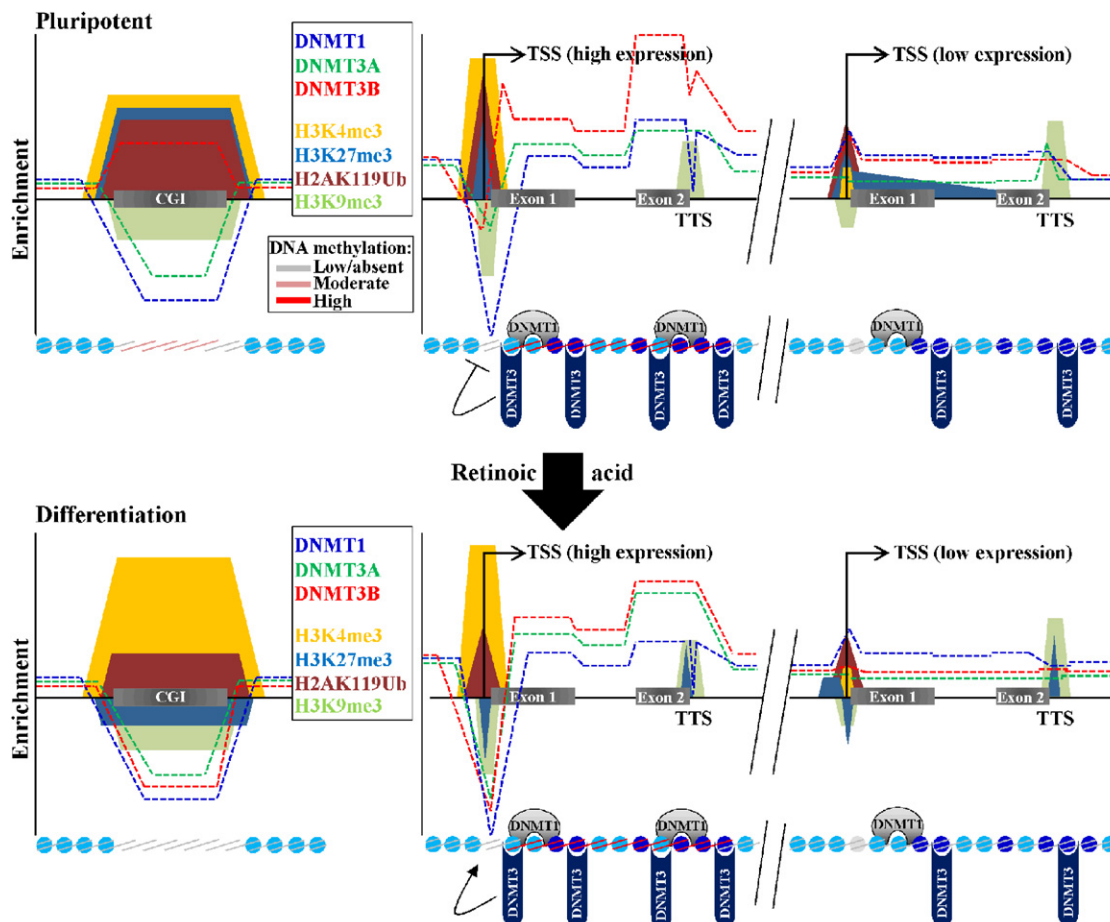 Pluripotent
Enrichment
DNMT1
DNMT3A
DNMT3B
H3K4me3
H3K27me3
H2AK119Ub
H3K9me3
CGI
DNA methylation:
Low/absent
Moderate
High
TSS (high expression)
Exon 1
Exon 2
TTS
TSS (low expression)
Exon 1
Exon 2
TTS
DNMT1
DNMT1
DNMT1
DNMT3
DNMT3
DNMT3
DNMT3
DNMT3
DNMT3
Retinoic acid
Differentiation
Enrichment
DNMT1
DNMT3A
DNMT3B
H3K4me3
H3K27me3
H2AK119Ub
H3K9me3
CGI
TSS (high expression)
Exon 1
Exon 2
TTS
TSS (low expression)
Exon 1
Exon 2
TTS
DNMT1
DNMT1
DNMT1
DNMT3
DNMT3
DNMT3
DNMT3
DNMT3
DNMT3